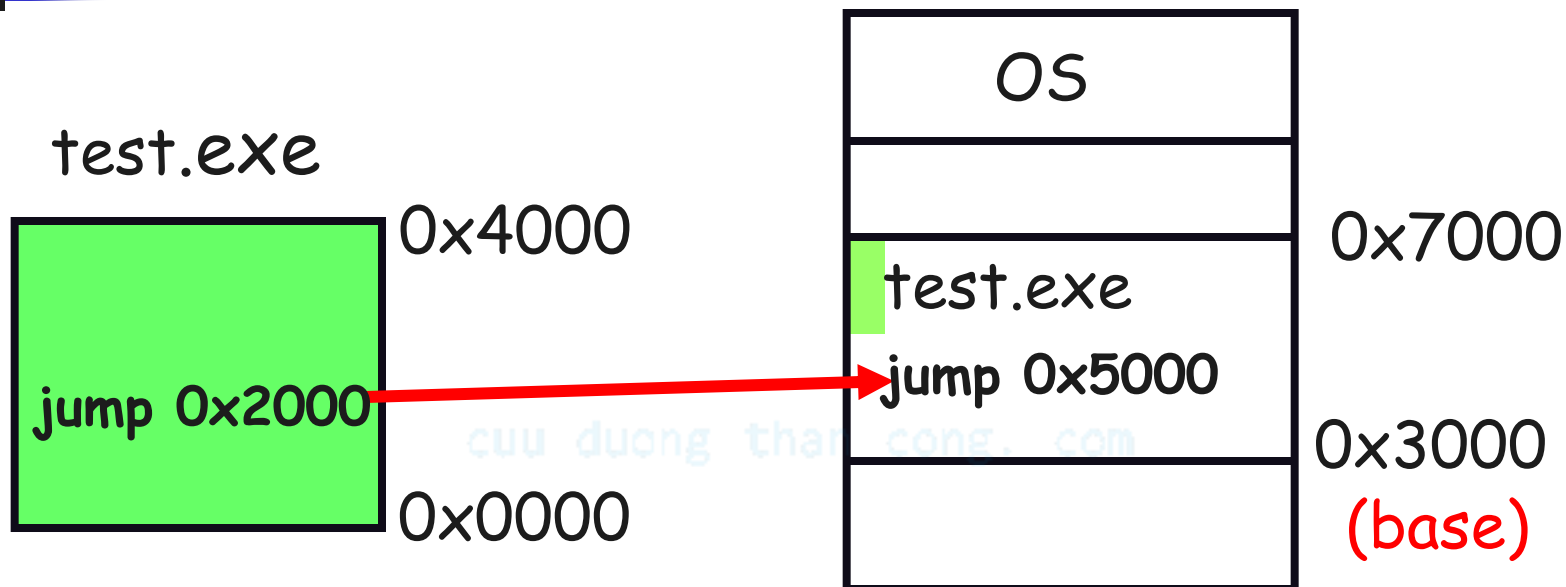 test.exe
0x4000
jump 0x2000
0x0000
OS
0x7000
test.exe
jump 0x5000
0x3000
(base)
cuu duong than cong. com